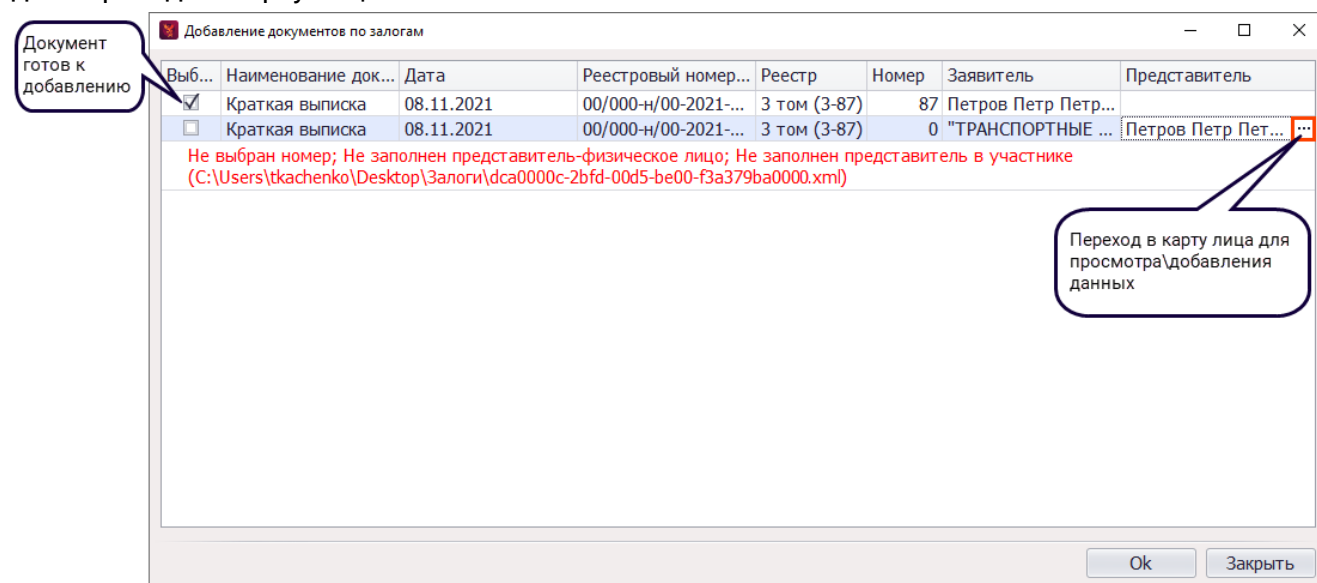 Добавление документов по залогам
Документ
готов к
добавлению
Выб... Наименование док... Дата Реестровый номер... Реестр Номер Заявитель Представитель
Краткая выписка 08.11.2021 00/000-н/00-2021-... 3 том (3-87) 87 Петров Петр Петр...
Краткая выписка 08.11.2021 00/000-н/00-2021-... 3 том (3-87) 0 "ТРАНСПОРТНЫЕ ... Петров Петр Пет... ...
Не выбран номер; Не заполнен представитель-физическое лицо; Не заполнен представитель в участнике
(C:\Users\tkachenko\Desktop\Залоги\dca0000c-2bfd-00d5-be00-f3a379ba0000.xml)
Переход в карту лица для
просмотра\добавления
данных
Ok Закрыть